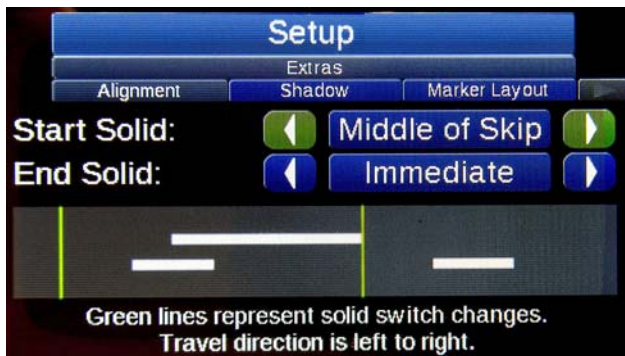 Setup
Extras
Alignment Shadow Marker Layout
Start Solid: Middle of Skip
End Solid: Immediate
Green lines represent solid switch changes.
Travel direction is left to right.